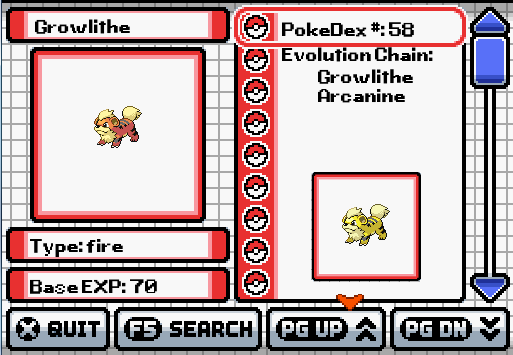 Growlithe
PokeDex #: 58
Evolution Chain:
Growlithe
Arcanine
Type: fire
Base EXP: 70
X QUIT
F5 SEARCH
PG UP
PG DN